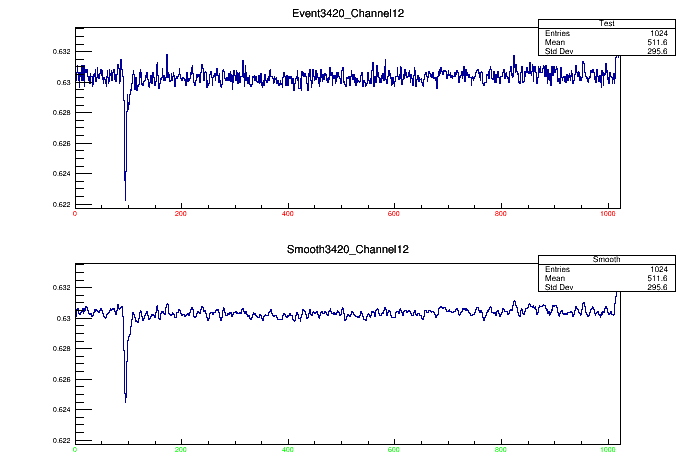 Event3420_Channel12
Test
Entries 1024
Mean 511.6
Std Dev 295.6
0.632
0.63
0.628
0.626
0.624
0.622
0 200 400 600 800 1000
Smooth3420_Channel12
Smooth
Entries 1024
Mean 511.6
Std Dev 295.6
0.632
0.63
0.628
0.626
0.624
0.622
0 200 400 600 800 1000